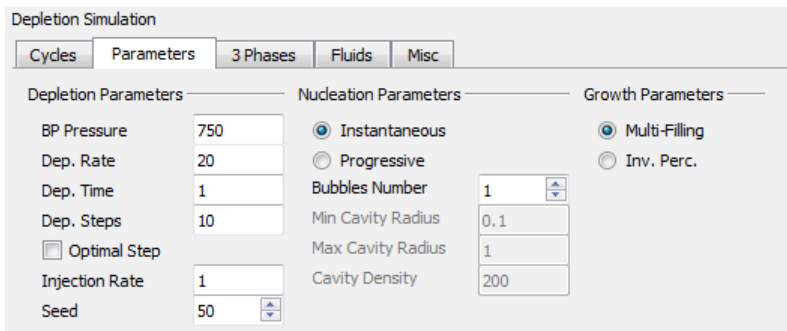 Depletion Simulation
Cycles Parameters 3 Phases Fluids Misc
Depletion Parameters Nucleation Parameters Growth Parameters
BP Pressure 750 Instantaneous Multi-Filling
Dep. Rate 20 Progressive Inv. Perc.
Dep. Time 1 Bubbles Number 1
Dep. Steps 10 Min Cavity Radius 0.1
Optimal Step Max Cavity Radius 1
Injection Rate 1 Cavity Density 200
Seed 50